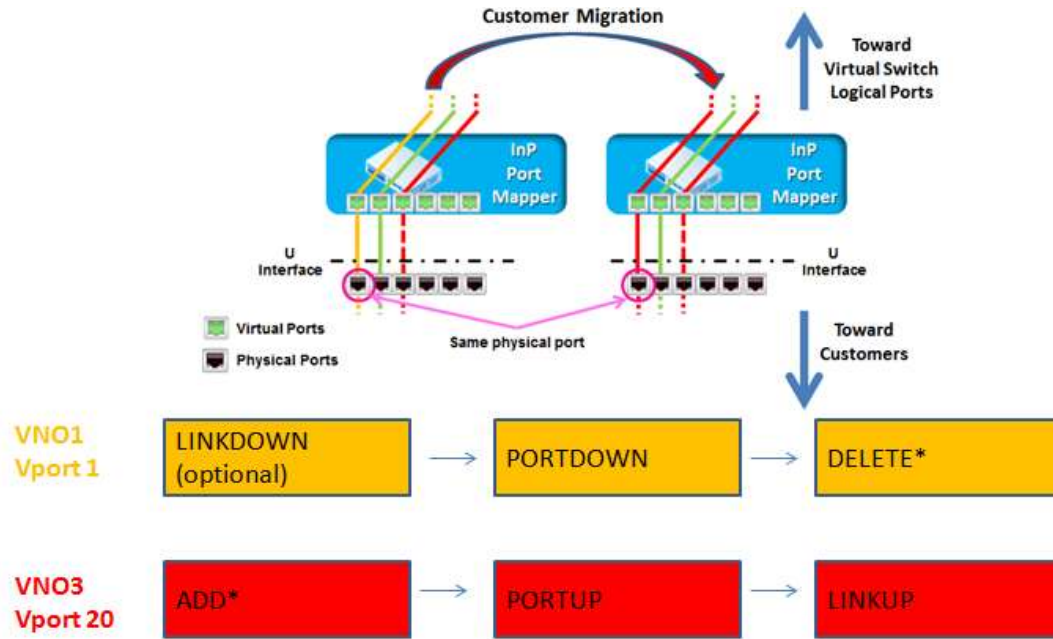 Customer Migration
Toward
Virtual Switch
Logical Ports
InP
Port
Mapper
InP
Port
Mapper
U
Interface
U
Interface
Virtual Ports
Physical Ports
Same physical port
Toward
Customers
VNO1
Vport 1
LINKDOWN
(optional)
PORTDOWN
DELETE*
VNO3
Vport 20
ADD*
PORTUP
LINKUP